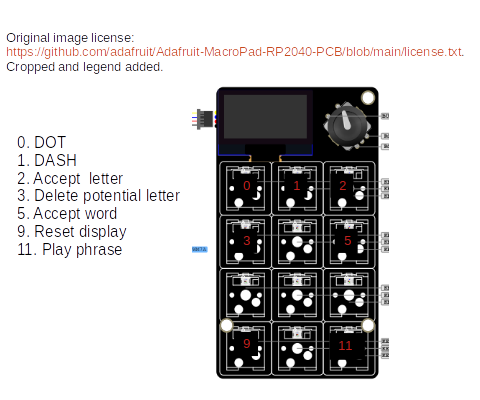 Original image license:
https://github.com/adafruit/Adafruit-MacroPad-RP2040-PCB/blob/main/license.txt.
Cropped and legend added.
0. DOT
1. DASH
2. Accept  letter
3. Delete potential letter
5. Accept word
9. Reset display
11. Play phrase
0 1 2
3 5
9 11